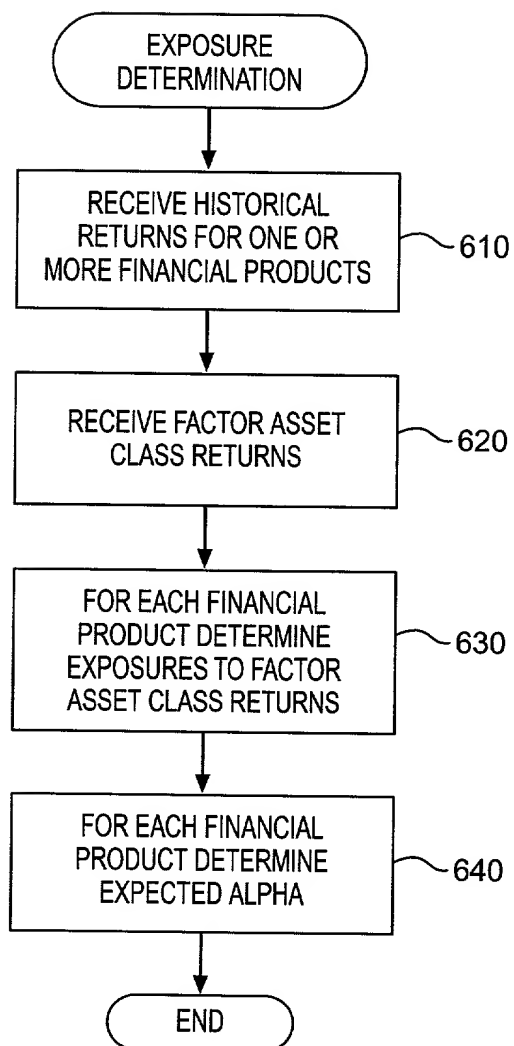 EXPOSURE
DETERMINATION
RECEIVE HISTORICAL
RETURNS FOR ONE OR
MORE FINANCIAL PRODUCTS
610
RECEIVE FACTOR ASSET
CLASS RETURNS
620
FOR EACH FINANCIAL
PRODUCT DETERMINE
EXPOSURES TO FACTOR
ASSET CLASS RETURNS
630
FOR EACH FINANCIAL
PRODUCT DETERMINE
EXPECTED ALPHA
640
END